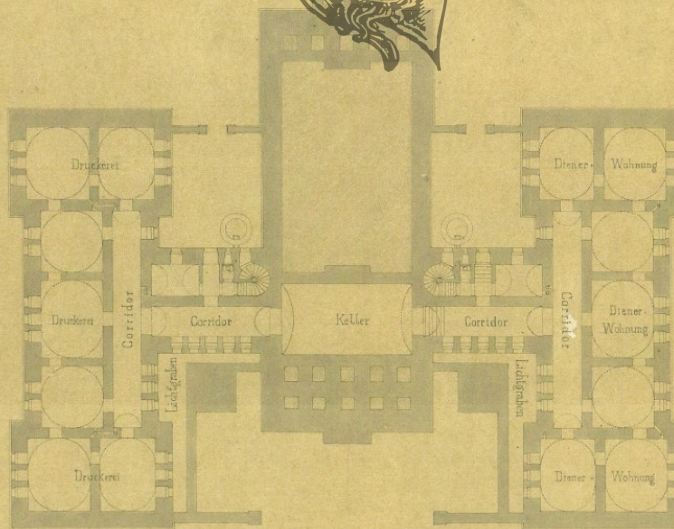 Druckerei
Diener-
Wohnung
Druckerei
Corridor
Corridor
Keller
Corridor
Corridor
Diener-
Wohnung
Lichtgraben
Lichtgraben
Druckerei
Diener-
Wohnung